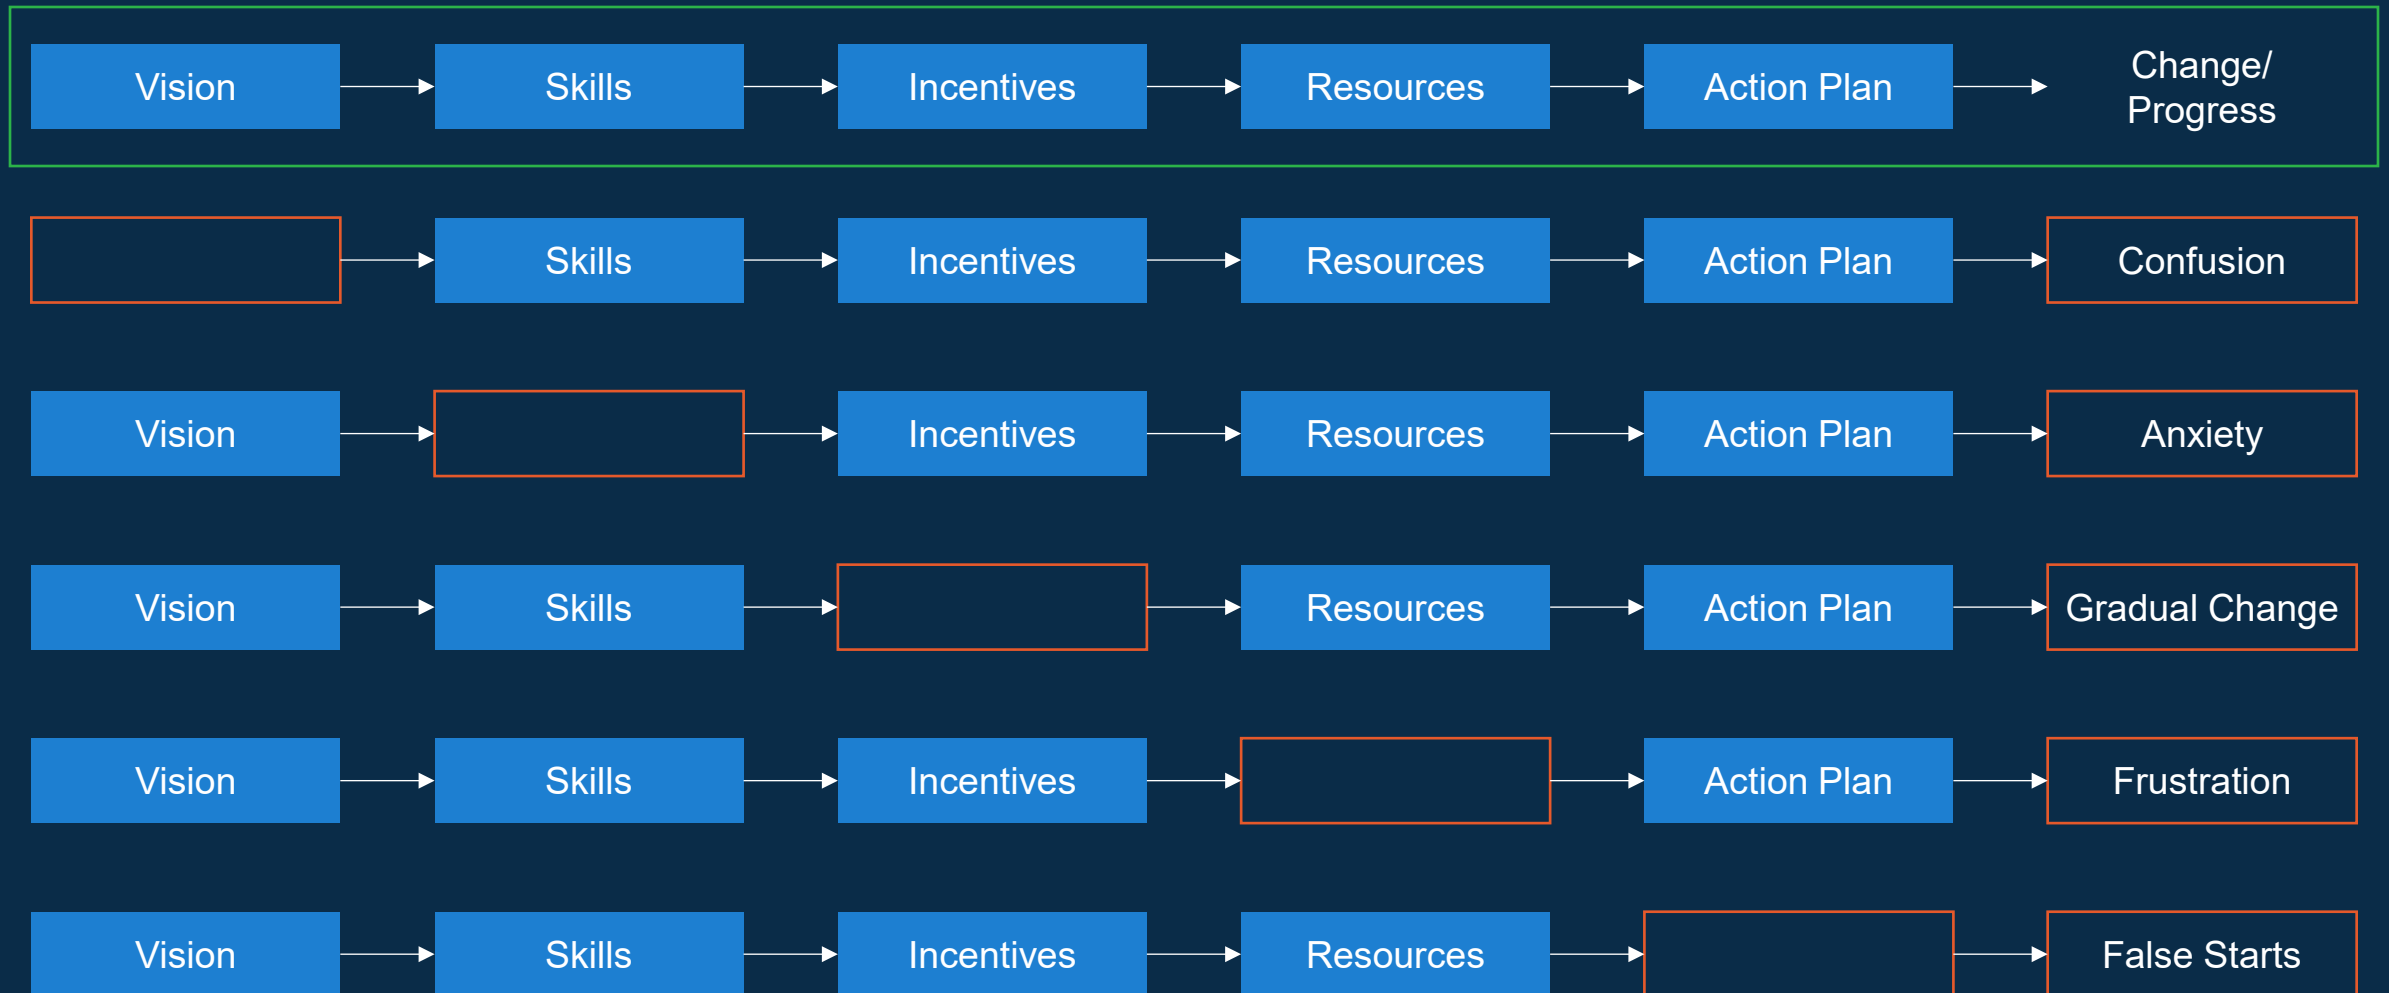 Vision Skills Incentives Resources Action Plan Change/
Progress
Skills Incentives Resources Action Plan Confusion
Vision Incentives Resources Action Plan Anxiety
Vision Skills Resources Action Plan Gradual Change
Vision Skills Incentives Action Plan Frustration
Vision Skills Incentives Resources False Starts